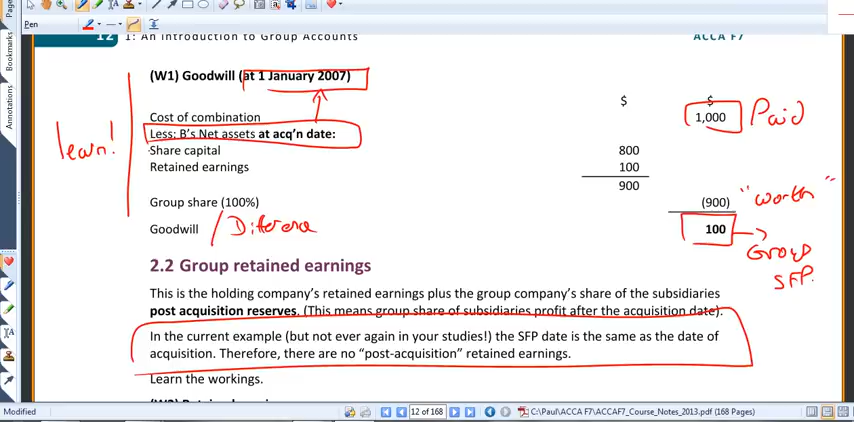 Pen
12 1: An Introduction to Group Accounts ACCA F7
(W1) Goodwill (at 1 January 2007)
$ $
Cost of combination 1,000 Paid
Less: B's Net assets at acq'n date:
learn!
Share capital 800
Retained earnings 100
900
Group share (100%) (900) "worth"
Goodwill / Difference 100
Group
SFP.
2.2 Group retained earnings
This is the holding company's retained earnings plus the group company's share of the subsidiaries
post acquisition reserves. (This means group share of subsidiaries profit after the acquisition date).
In the current example (but not ever again in your studies!) the SFP date is the same as the date of
acquisition. Therefore, there are no "post-acquisition" retained earnings.
Learn the workings.
Pages
Bookmarks
Annotations
Modified 12 of 168 C:\Paul\ACCA F7\ACCAF7_Course_Notes_2013.pdf (168 Pages)